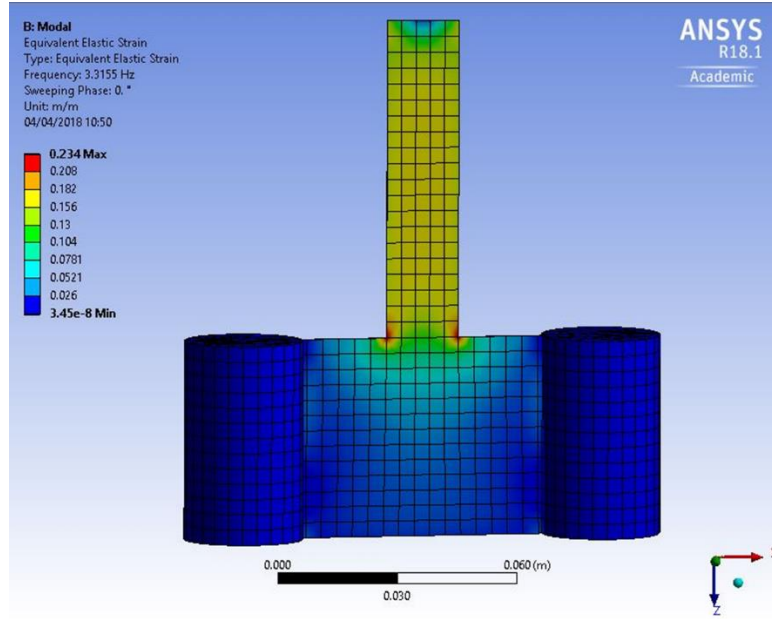 B: Modal
Equivalent Elastic Strain
Type: Equivalent Elastic Strain
Frequency: 3.3155 Hz
Sweeping Phase: 0. °
Unit: m/m
04/04/2018 10:50
0.234 Max
0.208
0.182
0.156
0.13
0.104
0.0781
0.0521
0.026
3.45e-8 Min
ANSYS
R18.1
Academic
0.000
0.060 (m)
0.030
Z